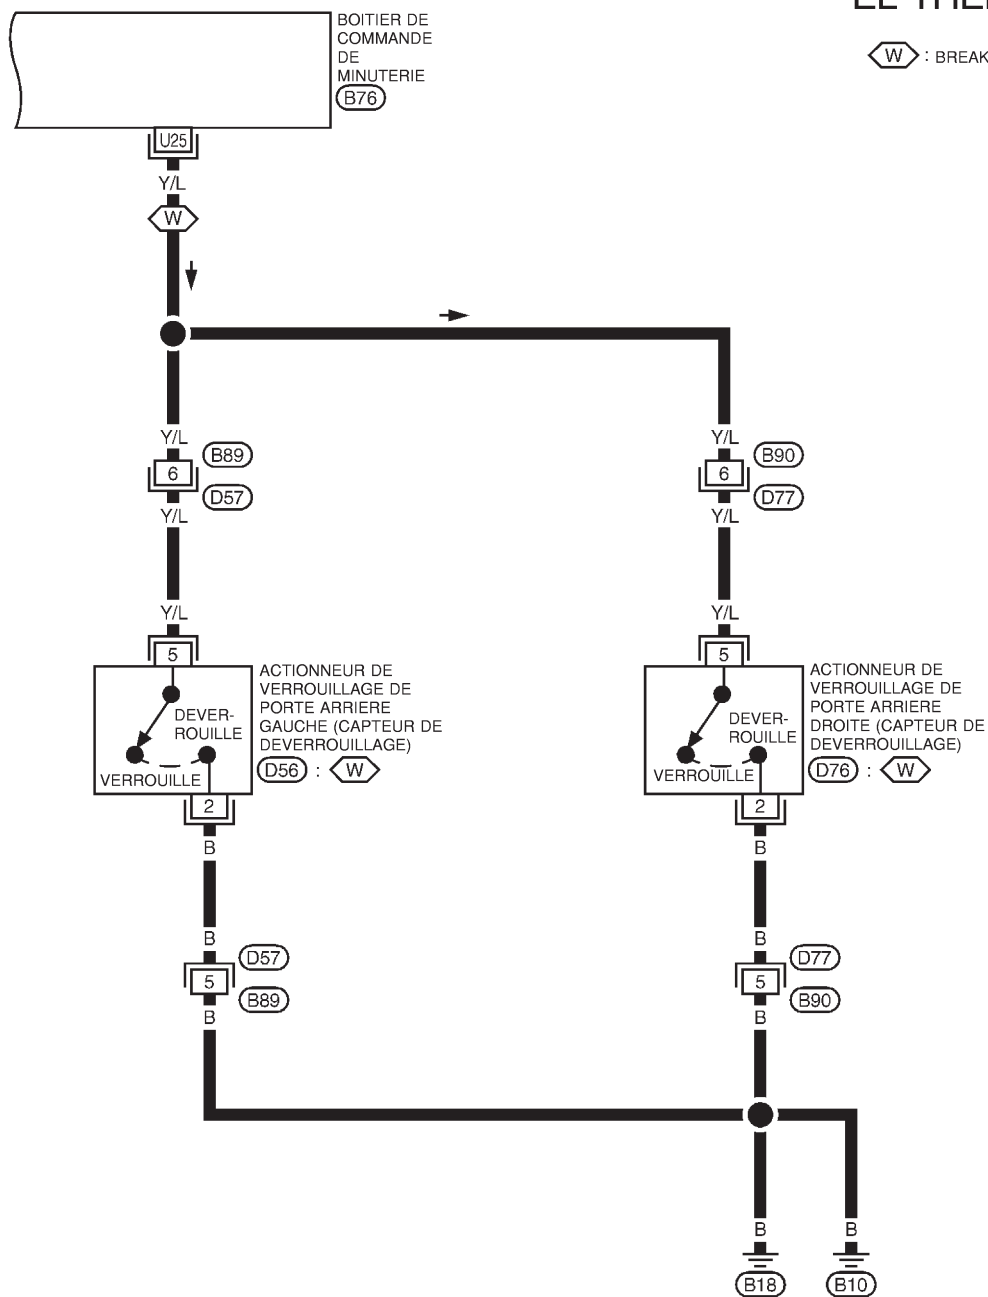 BOITIER DE
COMMANDE
DE
MINUTERIE
B76
W : BREAK
U25
Y/L
W
Y/L
B89
6
D57
Y/L
Y/L
5
Y/L
B90
6
D77
Y/L
Y/L
5
DEVER-
ROUILLE
VERROUILLE
ACTIONNEUR DE
VERROUILLAGE DE
PORTE ARRIERE
GAUCHE (CAPTEUR DE
DEVERROUILLAGE)
D56 : W
DEVER-
ROUILLE
VERROUILLE
ACTIONNEUR DE
VERROUILLAGE DE
PORTE ARRIERE
DROITE (CAPTEUR DE
DEVERROUILLAGE)
D76 : W
2
B
B
D57
5
B89
B
2
B
B
D77
5
B90
B
B
B
B18
B10